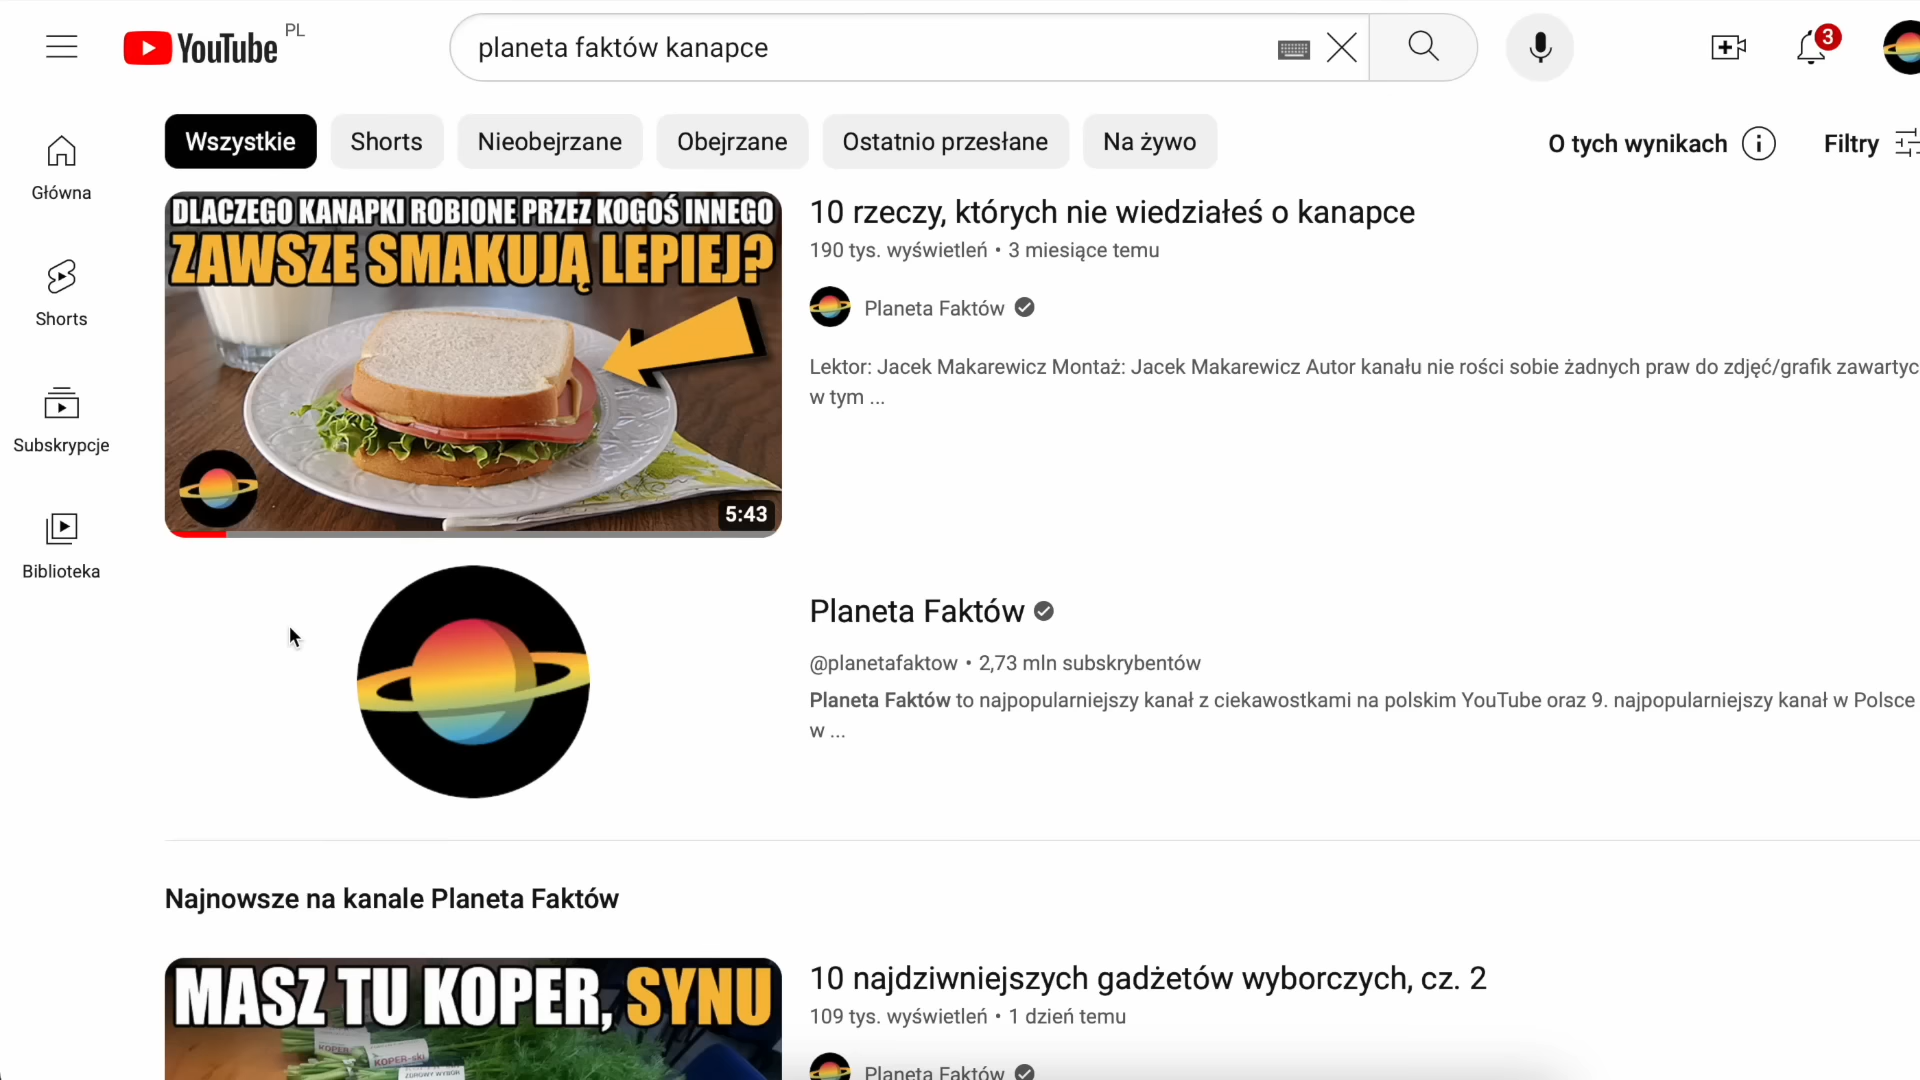 YouTube PL
planeta faktów kanapce
3
Wszystkie
Shorts
Nieobejrzane
Obejrzane
Ostatnio przesłane
Na żywo
O tych wynikach
Filtry
Główna
Shorts
Subskrypcje
Biblioteka
DLACZEGO KANAPKI ROBIONE PRZEZ KOGOŚ INNEGO
ZAWSZE SMAKUJĄ LEPIEJ?
5:43
10 rzeczy, których nie wiedziałeś o kanapce
190 tys. wyświetleń • 3 miesiące temu
Planeta Faktów
Lektor: Jacek Makarewicz Montaż: Jacek Makarewicz Autor kanału nie rości sobie żadnych praw do zdjęć/grafik zawartyc
w tym ...
Planeta Faktów
@planetafaktow • 2,73 mln subskrybentów
Planeta Faktów to najpopularniejszy kanał z ciekawostkami na polskim YouTube oraz 9. najpopularniejszy kanał w Polsce
w ...
Najnowsze na kanale Planeta Faktów
MASZ TU KOPER, SYNU
KOPER-ski
KOPER-ski
ZDROWY WYBÓR
10 najdziwniejszych gadżetów wyborczych, cz. 2
109 tys. wyświetleń • 1 dzień temu
Planeta Faktów